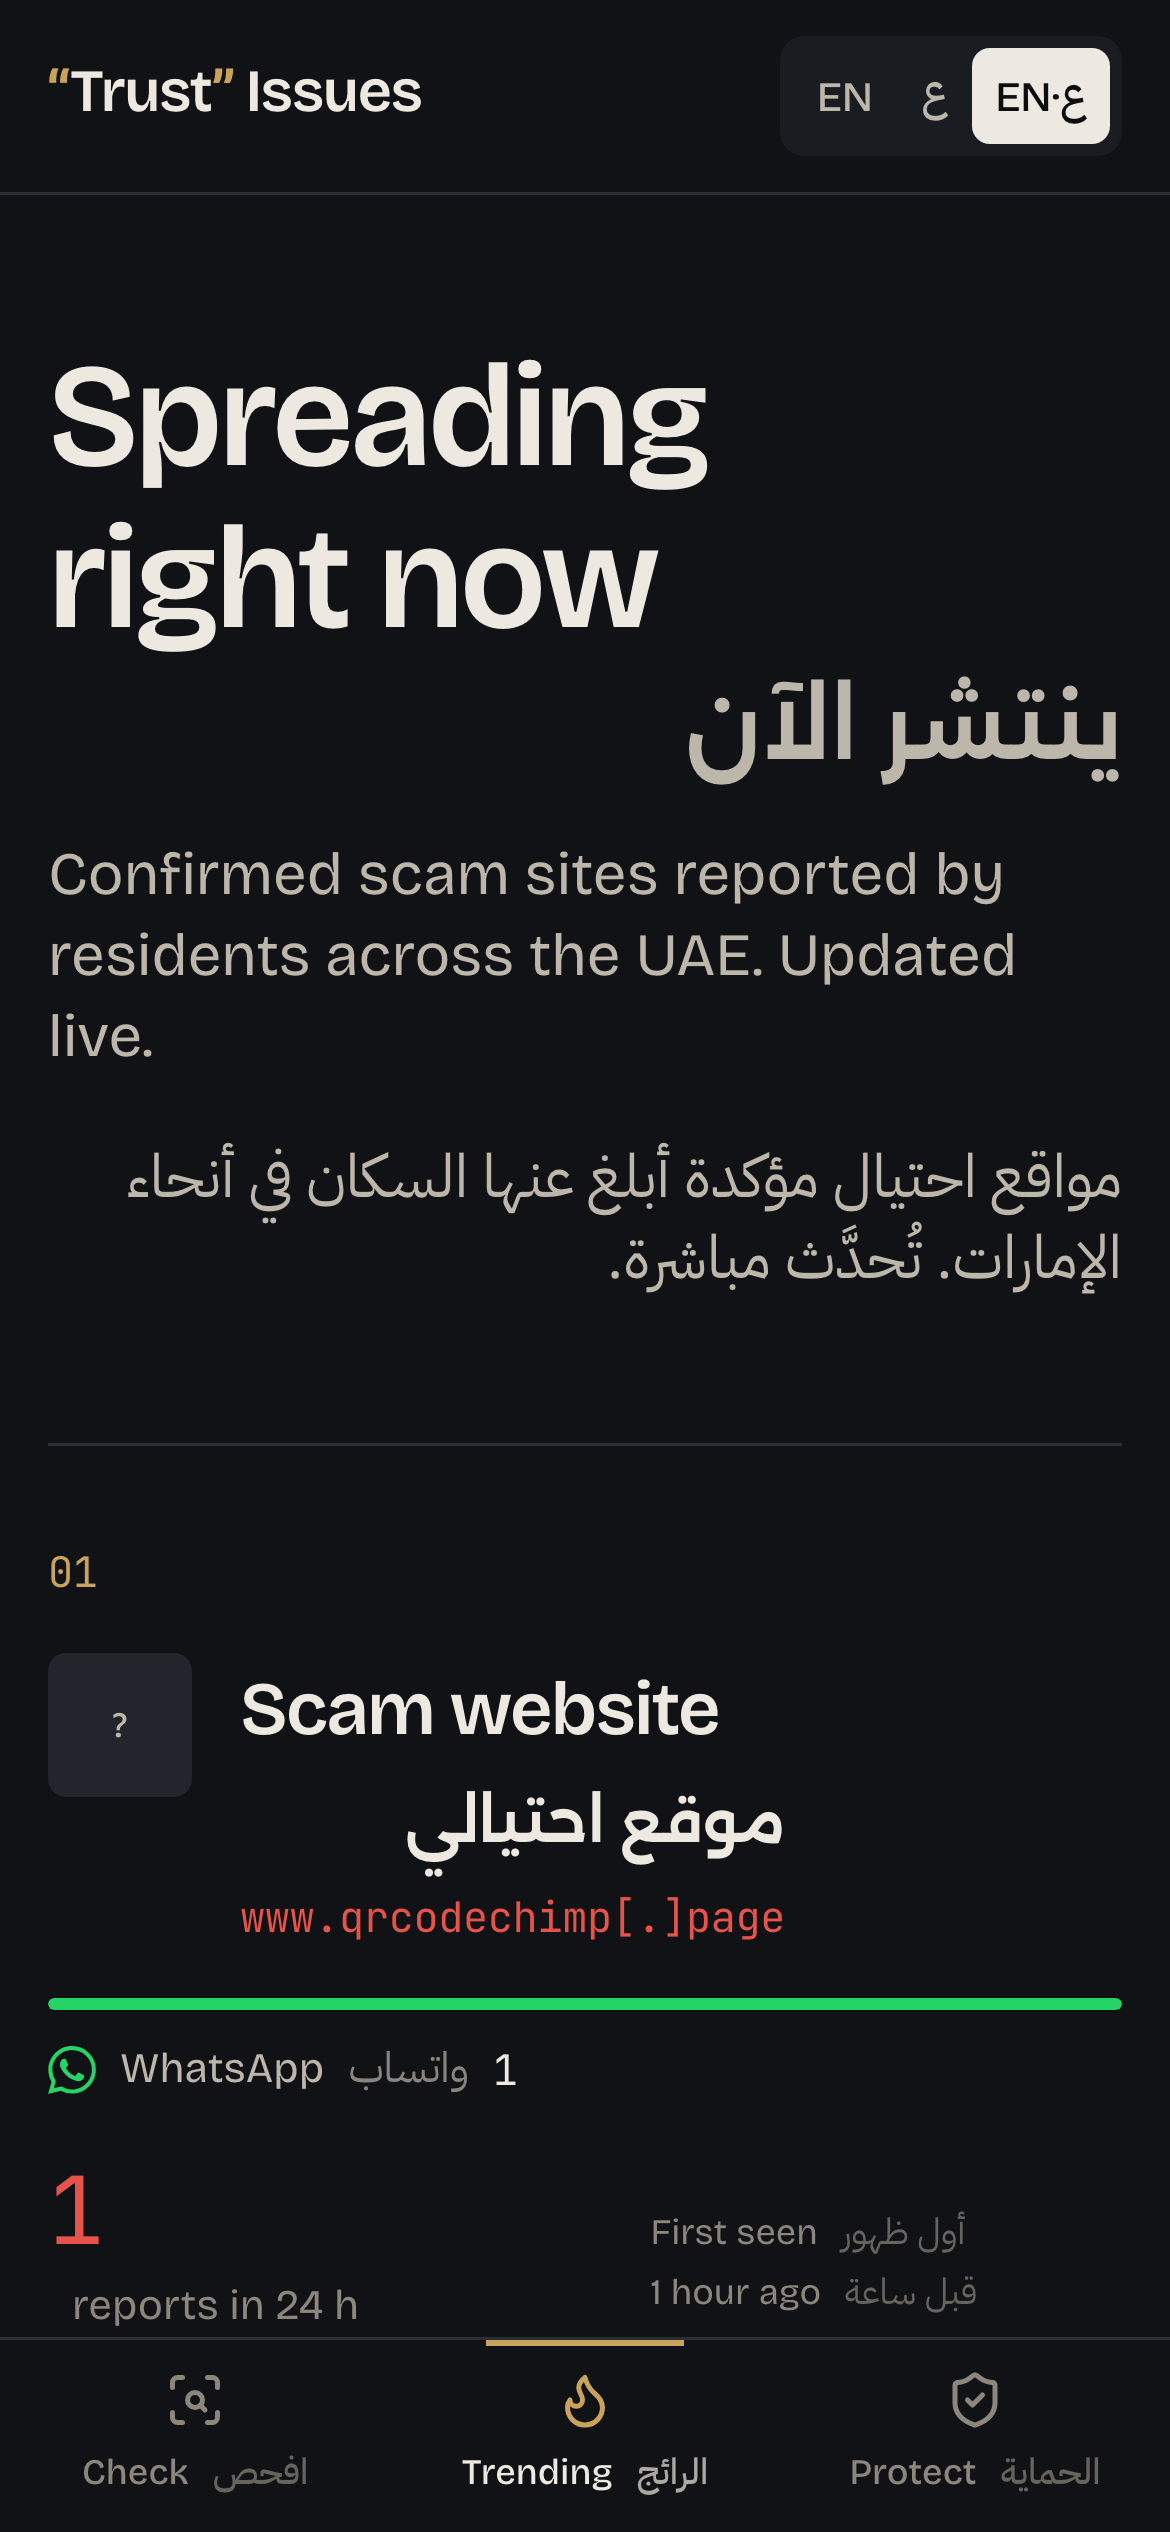 “Trust” Issues
EN ع EN·ع
Spreading
right now
ينتشر الآن
Confirmed scam sites reported by
residents across the UAE. Updated
live.
مواقع احتيال مؤكدة أبلغ عنها السكان في أنحاء
الإمارات. تُحدَّث مباشرة.
01
?
Scam website
موقع احتيالي
www.qrcodechimp[.]page
WhatsApp واتساب 1
1
First seen أول ظهور
1 hour ago قبل ساعة
reports in 24 h
Check افحص
Trending الرائج
Protect الحماية